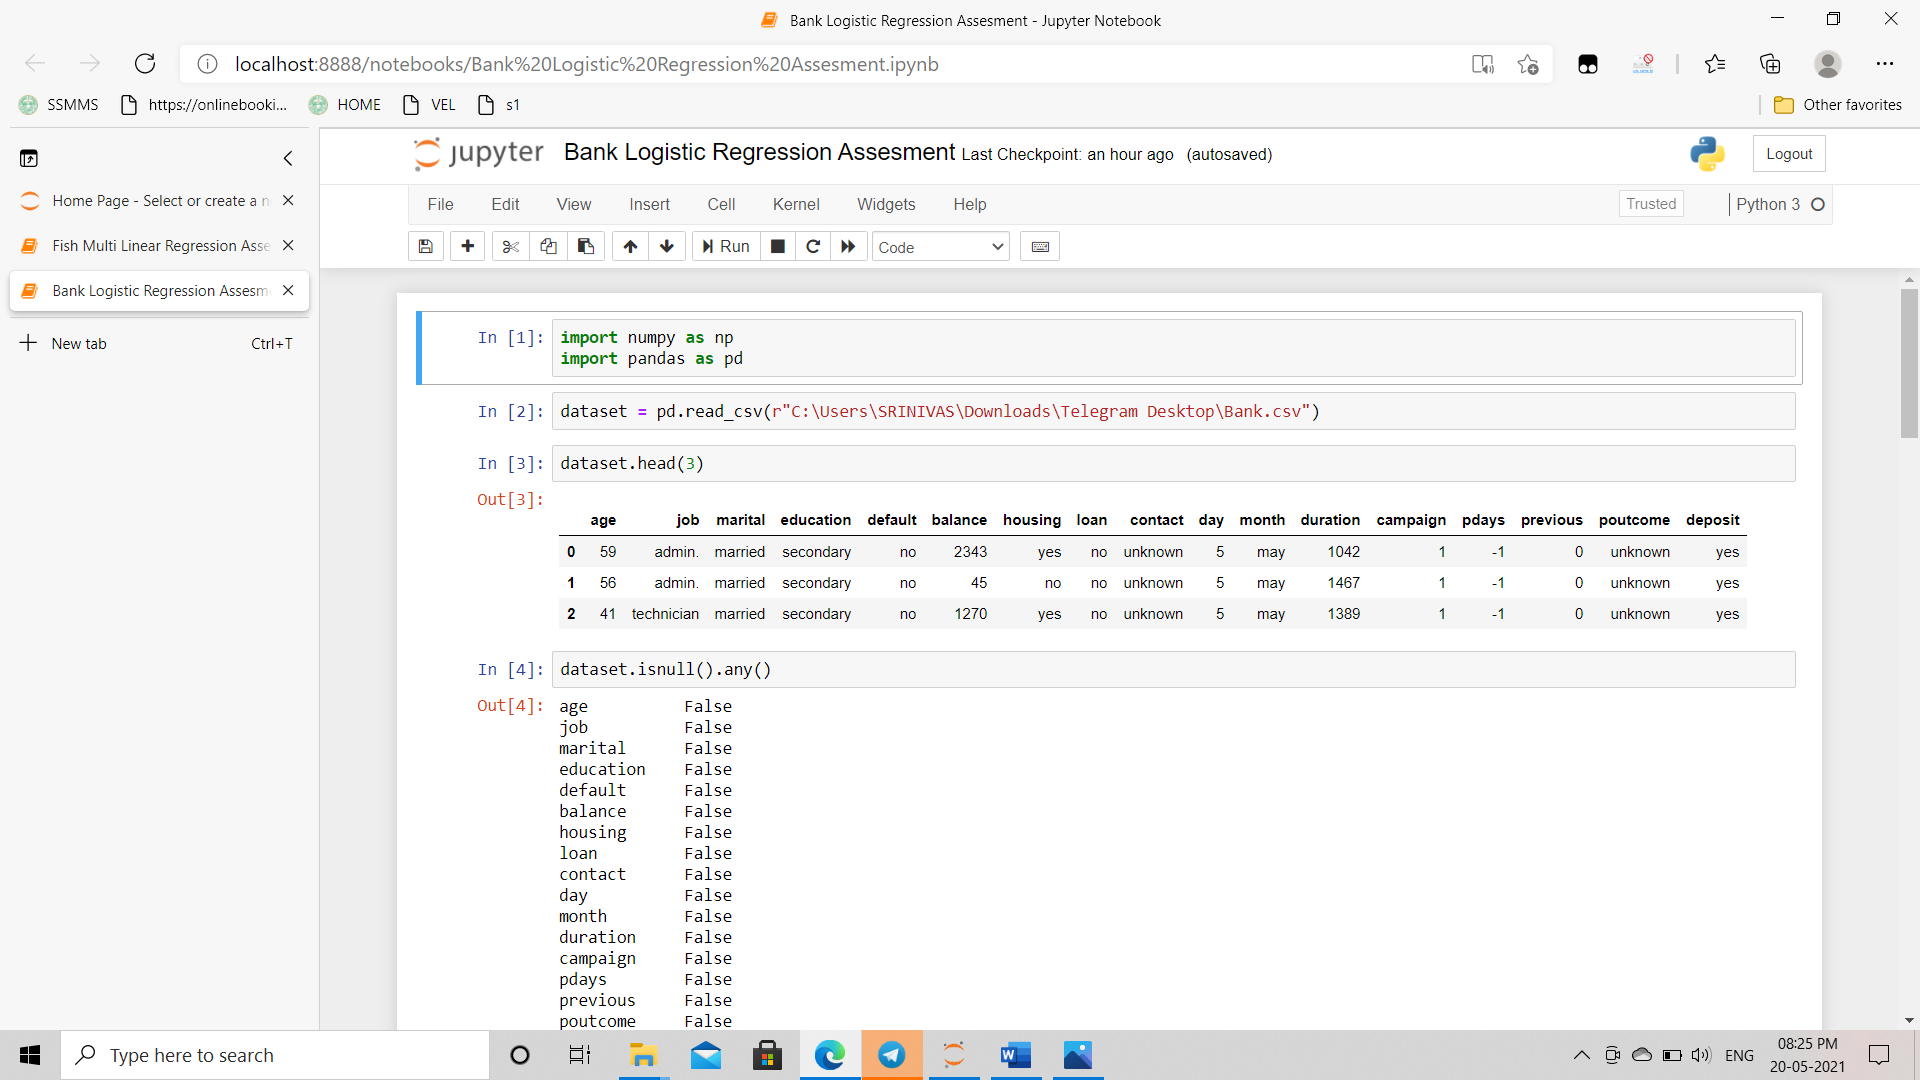 Bank Logistic Regression Assesment - Jupyter Notebook
localhost:8888/notebooks/Bank%20Logistic%20Regression%20Assesment.ipynb
SSMMS https://onlinebooki... HOME VEL s1 Other favorites
jupyter Bank Logistic Regression Assesment Last Checkpoint: an hour ago (autosaved) Logout
Home Page - Select or create a n
Fish Multi Linear Regression Asse
Bank Logistic Regression Assesm
New tab Ctrl+T
File Edit View Insert Cell Kernel Widgets Help Trusted Python 3
Run Code
In [1]: import numpy as np
import pandas as pd
In [2]: dataset = pd.read_csv(r"C:\Users\SRINIVAS\Downloads\Telegram Desktop\Bank.csv")
In [3]: dataset.head(3)
Out[3]:
age job marital education default balance housing loan contact day month duration campaign pdays previous poutcome deposit
0 59 admin. married secondary no 2343 yes no unknown 5 may 1042 1 -1 0 unknown yes
1 56 admin. married secondary no 45 no no unknown 5 may 1467 1 -1 0 unknown yes
2 41 technician married secondary no 1270 yes no unknown 5 may 1389 1 -1 0 unknown yes
In [4]: dataset.isnull().any()
Out[4]: age False
job False
marital False
education False
default False
balance False
housing False
loan False
contact False
day False
month False
duration False
campaign False
pdays False
previous False
poutcome False
Type here to search
W
ENG
08:25 PM
20-05-2021